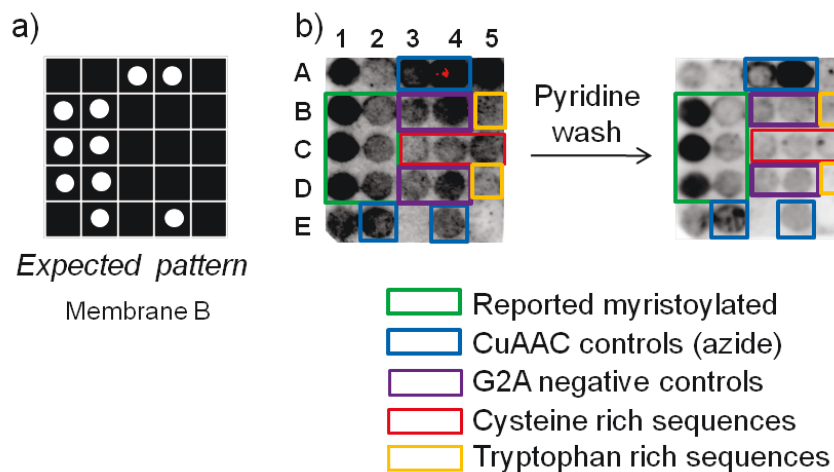 a)
Expected pattern
Membrane B
b)
1 2 3 4 5
A
B
C
D
E
Pyridine
wash
Reported myristoylated
CuAAC controls (azide)
G2A negative controls
Cysteine rich sequences
Tryptophan rich sequences